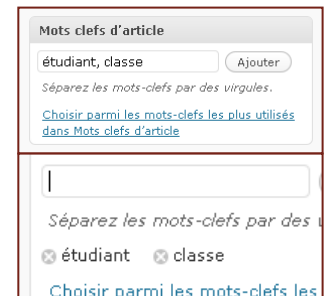 Mots clefs d'article
étudiant, classe Ajouter
Séparez les mots-clefs par des virgules.
Choisir parmi les mots-clefs les plus utilisés
dans Mots clefs d'article
Séparez les mots-clefs par des
étudiant classe
Choisir parmi les mots-clefs les